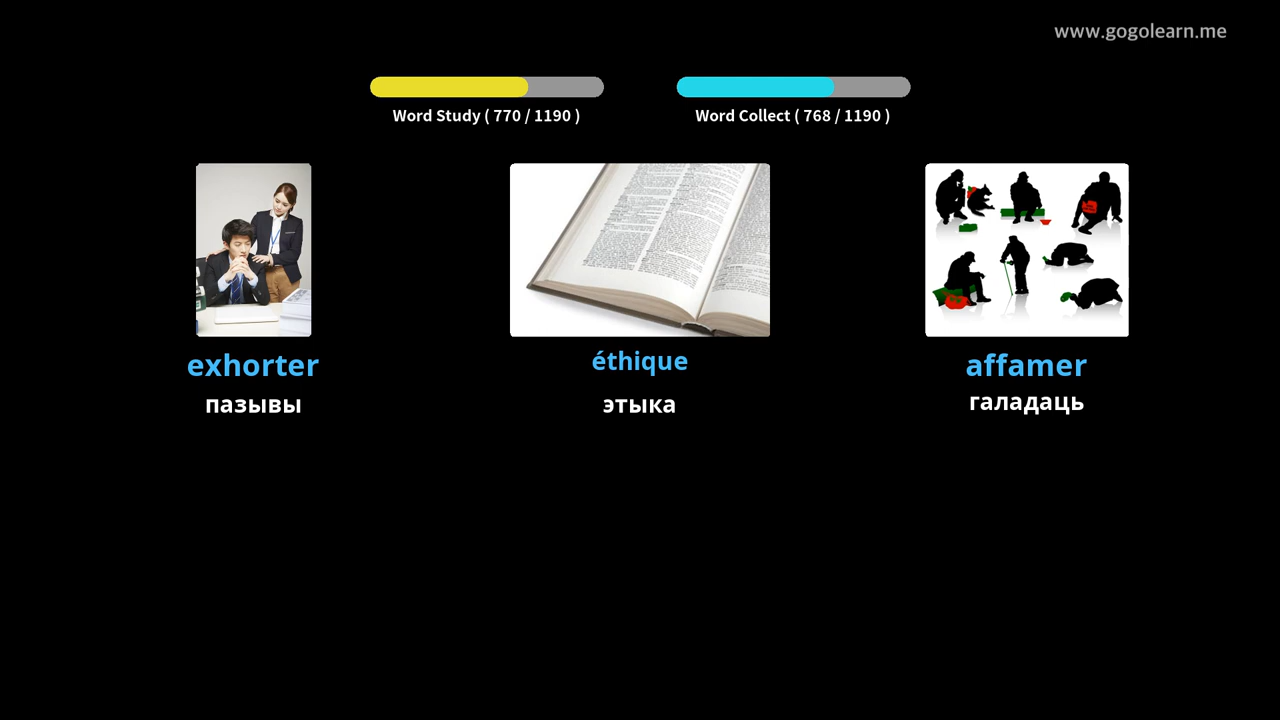 www.gogolearn.me
Word Study ( 770 / 1190 )
Word Collect ( 768 / 1190 )
exhorter
éthique
affamer
пазывы
этыка
галадаць